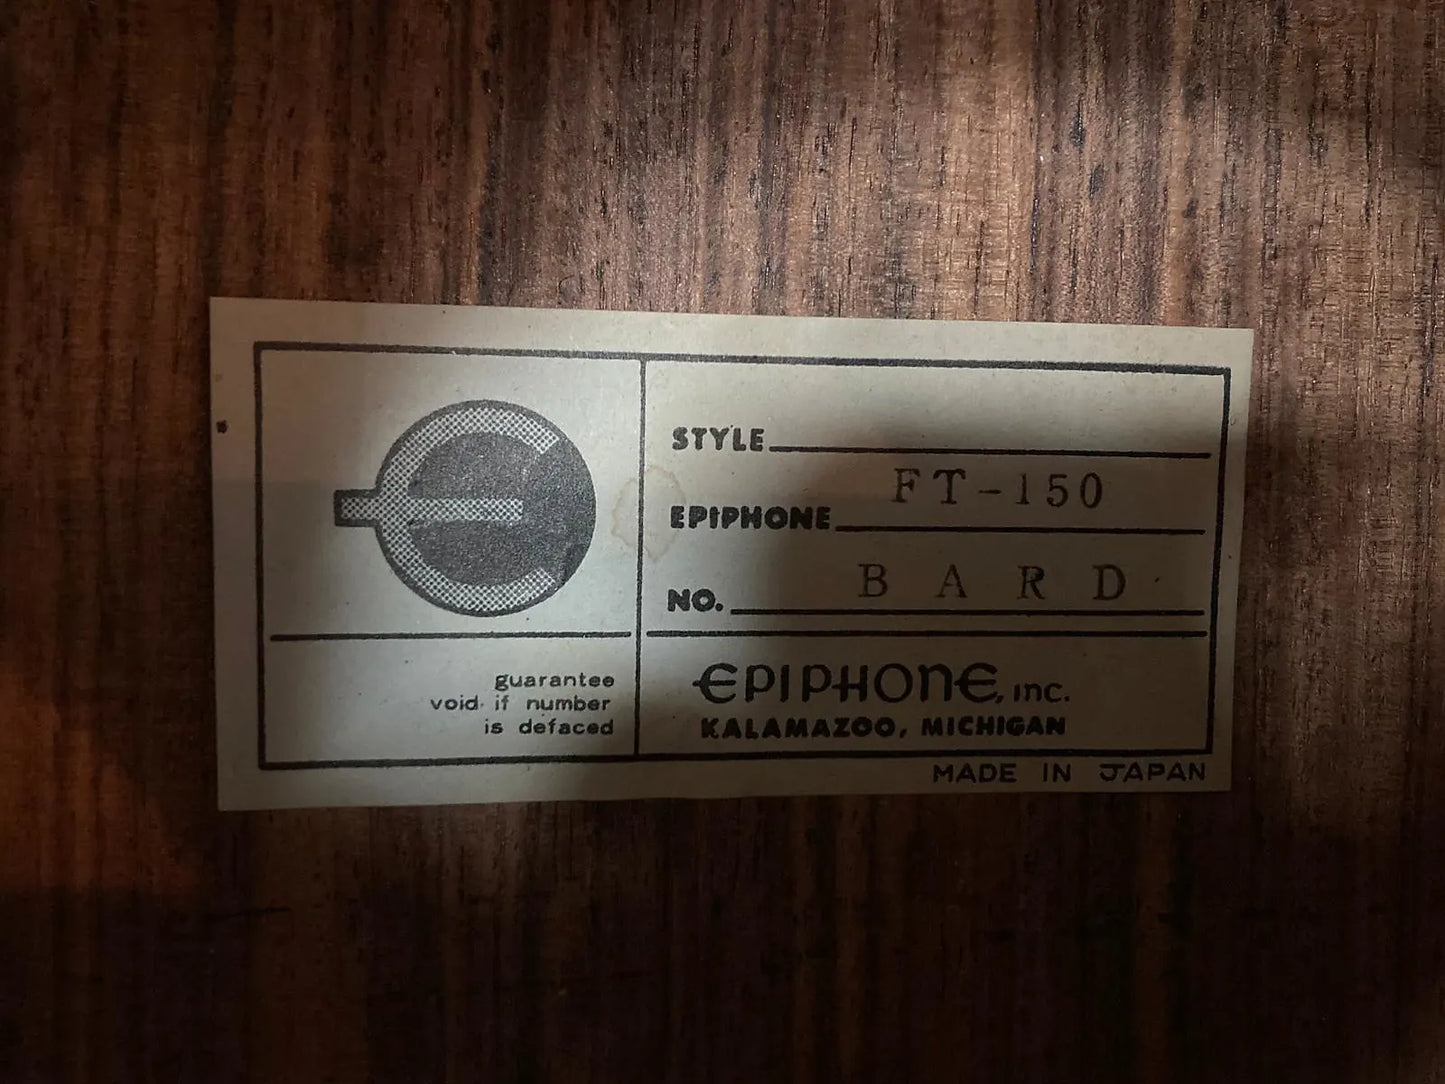 e
guarantee
void if number
is defaced
STYLE
EPIPHONE FT-150
NO. BARD
EPIPHONE, INC.
KALAMAZOO, MICHIGAN
MADE IN JAPAN